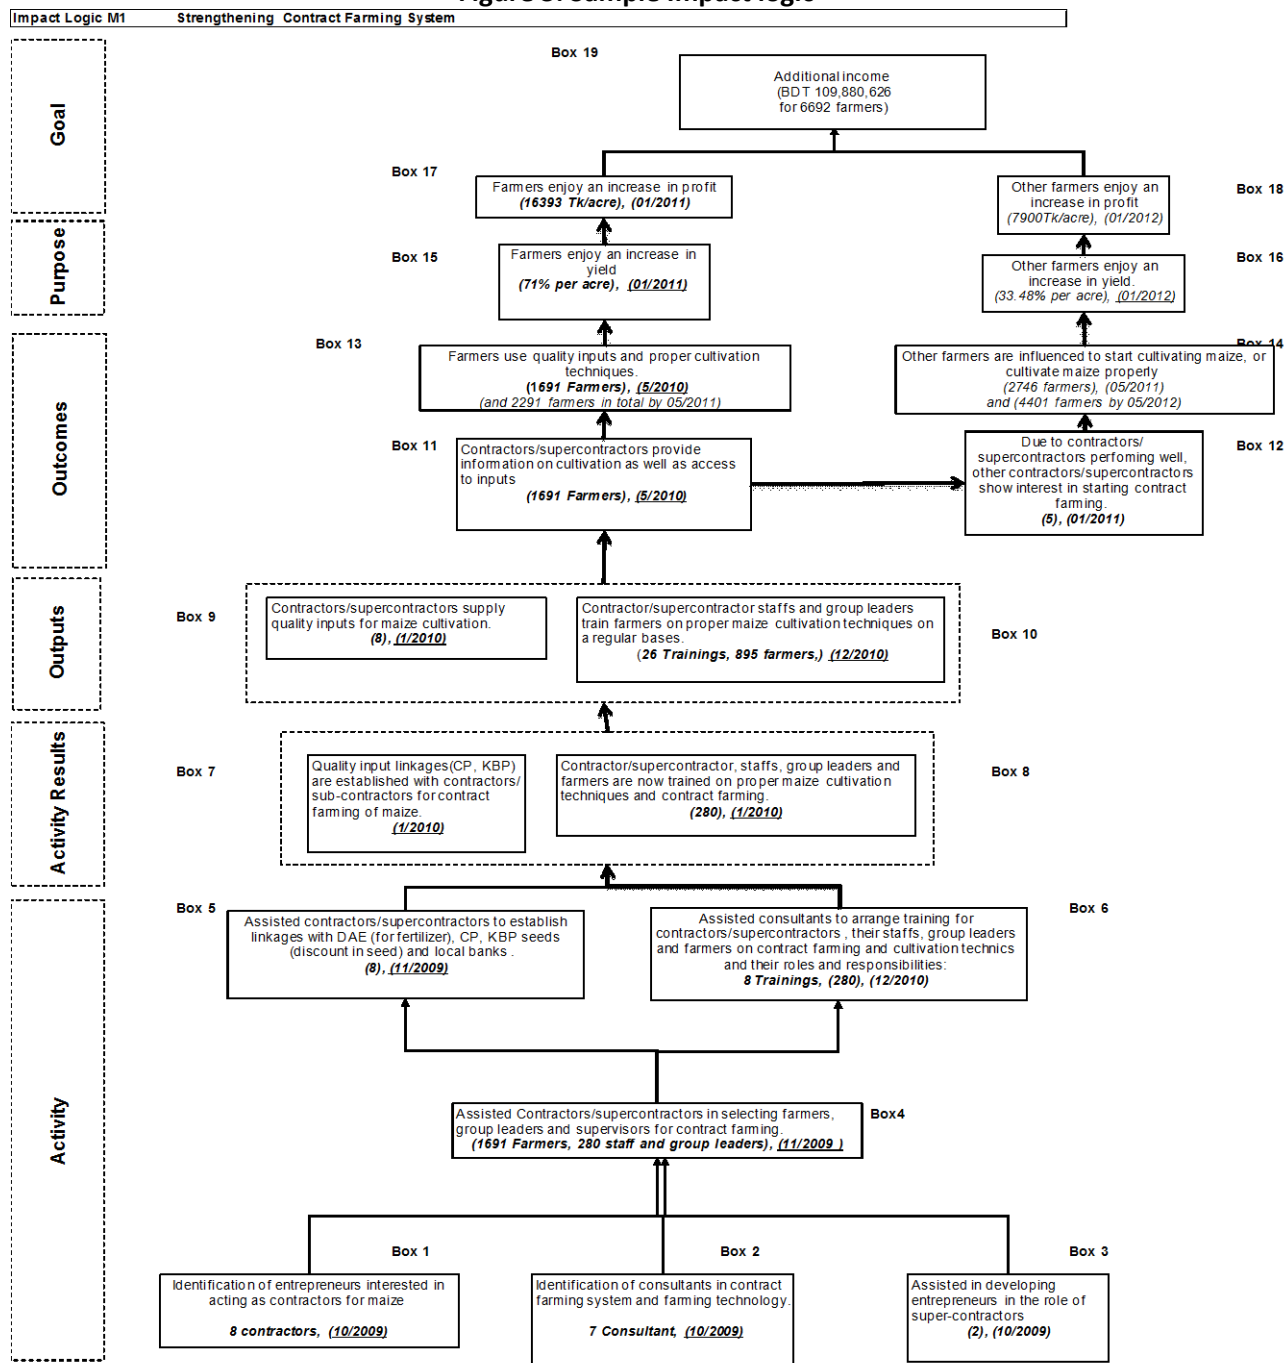 Figure 3: Sample impact logic
Impact Logic M1 Strengthening Contract Farming System
Goal
Box 19
Additional income
(BDT 109,880,626
for 6692 farmers)
Box 17
Farmers enjoy an increase in profit
(16393 Tk/acre), (01/2011)
Other farmers enjoy an
increase in profit
(7900Tk/acre), (01/2012)
Box 18
Purpose
Box 15
Farmers enjoy an increase in
yield
(71% per acre), (01/2011)
Other farmers enjoy an
increase in yield.
(33.48% per acre), (01/2012)
Box 16
Outcomes
Box 13
Farmers use quality inputs and proper cultivation
techniques.
(1691 Farmers), (5/2010)
(and 2291 farmers in total by 05/2011)
Box 14
Other farmers are influenced to start cultivating maize, or
cultivate maize properly
(2746 farmers), (05/2011)
and (4401 farmers by 05/2012)
Box 11
Contractors/supercontractors provide
information on cultivation as well as access
to inputs
(1691 Farmers), (5/2010)
Due to contractors/
supercontractors perfoming well,
other contractors/supercontractors
show interest in starting contract
farming.
(5), (01/2011)
Box 12
Outputs
Box 9
Contractors/supercontractors supply
quality inputs for maize cultivation.
(8), (1/2010)
Contractor/supercontractor staffs and group leaders
train farmers on proper maize cultivation techniques on
a regular bases.
(26 Trainings, 895 farmers,) (12/2010)
Box 10
Activity Results
Box 7
Quality input linkages(CP, KBP)
are established with contractors/
sub-contractors for contract
farming of maize.
(1/2010)
Contractor/supercontractor, staffs, group leaders and
farmers are now trained on proper maize cultivation
techniques and contract farming.
(280), (1/2010)
Box 8
Activity
Box 5
Assisted contractors/supercontractors to establish
linkages with DAE (for fertilizer), CP, KBP seeds
(discount in seed) and local banks .
(8), (11/2009)
Assisted consultants to arrange training for
contractors/supercontractors , their staffs, group leaders
and farmers on contract farming and cultivation technics
and their roles and responsibilities:
8 Trainings, (280), (12/2010)
Box 6
Assisted Contractors/supercontractors in selecting farmers,
group leaders and supervisors for contract farming.
(1691 Farmers, 280 staff and group leaders), (11/2009 )
Box4
Box 1
Identification of entrepreneurs interested in
acting as contractors for maize
8 contractors, (10/2009)
Box 2
Identification of consultants in contract
farming system and farming technology.
7 Consultant, (10/2009)
Box 3
Assisted in developing
entrepreneurs in the role of
super-contractors
(2), (10/2009)